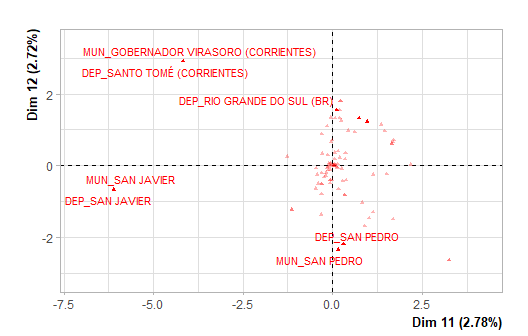 MUN_GOBERNADOR VIRASORO (CORRIENTES)
DEP_SANTO TOMÉ (CORRIENTES)
DEP_RIO GRANDE DO SUL (BR)
MUN_SAN JAVIER
DEP_SAN JAVIER
DEP_SAN PEDRO
MUN_SAN PEDRO
Dim 12 (2.72%)
2
0
-2
-7.5
-5.0
-2.5
0.0
2.5
Dim 11 (2.78%)